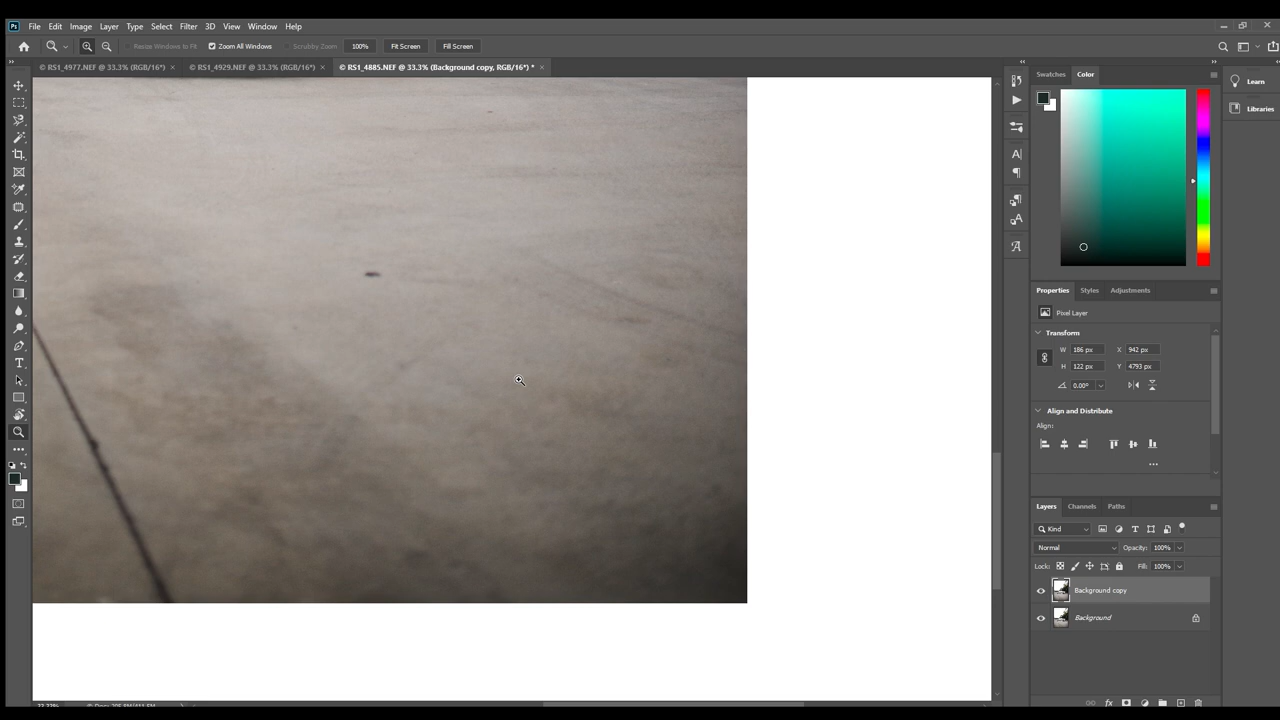 Ps File Edit Image Layer Type Select Filter 3D View Window Help
Resize Windows to Fit Zoom All Windows Scrubby Zoom 100% Fit Screen Fill Screen
© RS1_4977.NEF @ 33.3% (RGB/16*) × © RS1_4929.NEF @ 33.3% (RGB/16*) × © RS1_4885.NEF @ 33.3% (Background copy, RGB/16*) * ×
Swatches Color
Learn
Libraries
Properties Styles Adjustments
Pixel Layer
Transform
W 186 px X 942 px
H 122 px Y 4793 px
0.00°
Align and Distribute
Align:
Layers Channels Paths
Kind
Normal Opacity: 100%
Lock: Fill: 100%
Background copy
Background